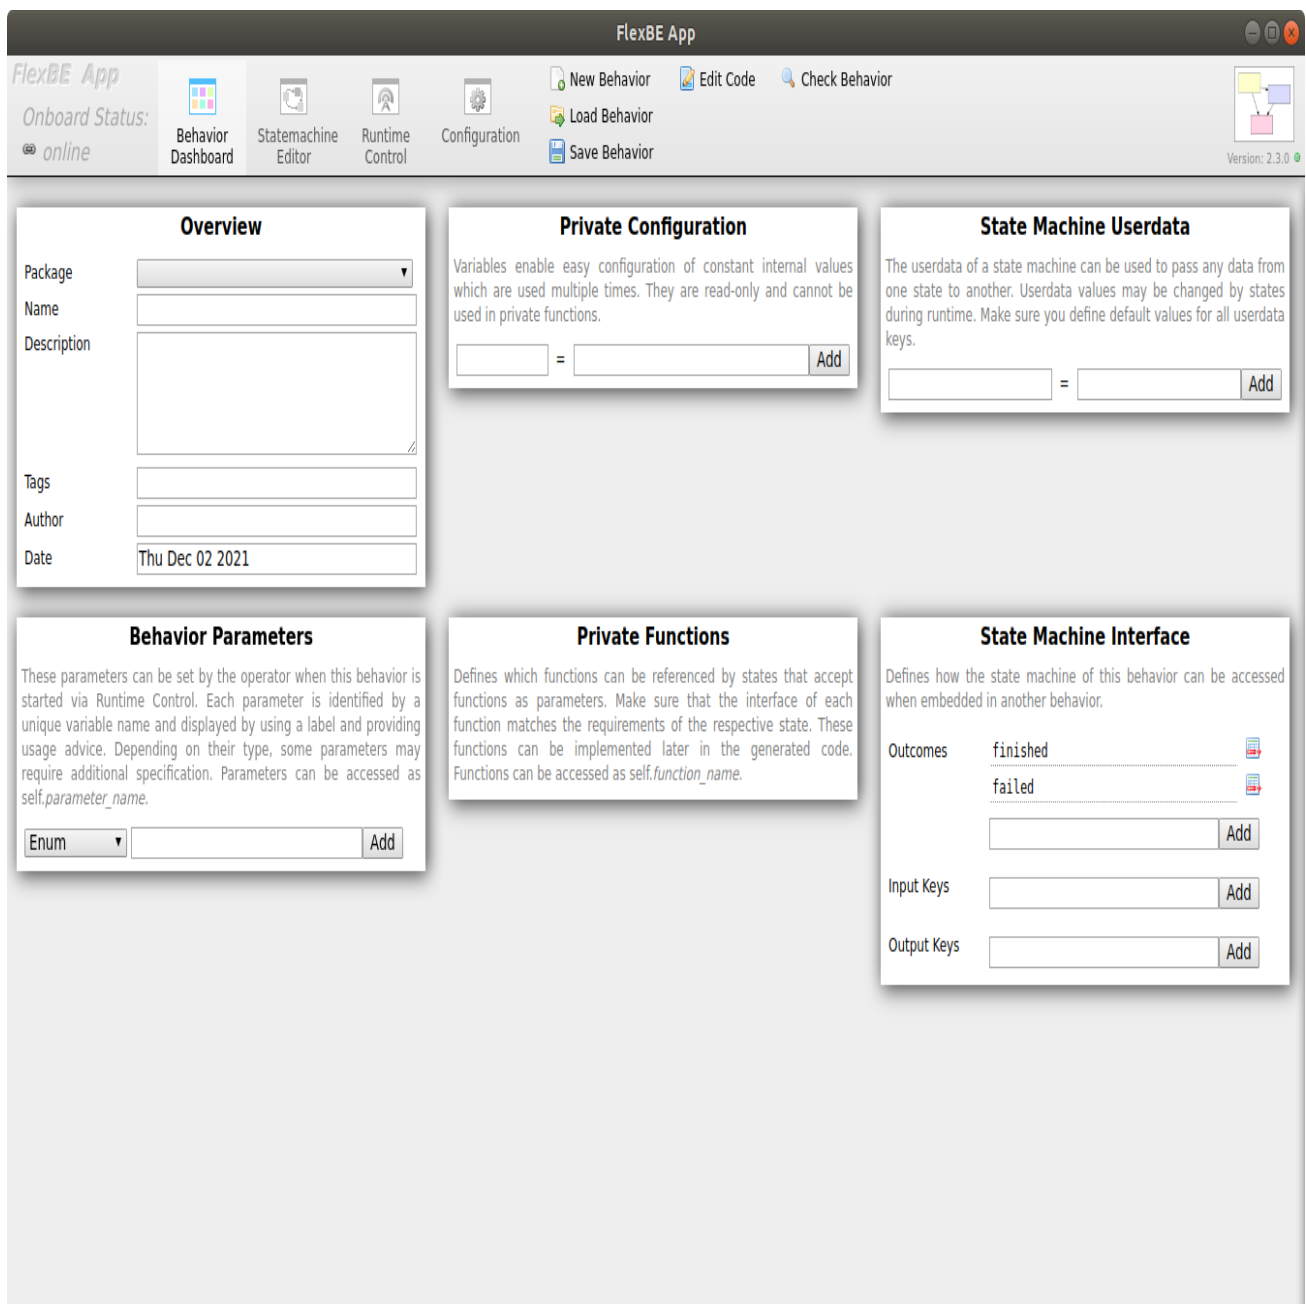 FlexBE App
FlexBE App
Onboard Status:
online
Behavior
Dashboard
Statemachine
Editor
Runtime
Control
Configuration
New Behavior
Edit Code
Check Behavior
Load Behavior
Save Behavior
Version: 2.3.0
Overview
Package
Name
Description
Tags
Author
Date
Thu Dec 02 2021
Private Configuration
Variables enable easy configuration of constant internal values
which are used multiple times. They are read-only and cannot be
used in private functions.
= Add
State Machine Userdata
The userdata of a state machine can be used to pass any data from
one state to another. Userdata values may be changed by states
during runtime. Make sure you define default values for all userdata
keys.
= Add
Behavior Parameters
These parameters can be set by the operator when this behavior is
started via Runtime Control. Each parameter is identified by a
unique variable name and displayed by using a label and providing
usage advice. Depending on their type, some parameters may
require additional specification. Parameters can be accessed as
self.parameter_name.
Enum Add
Private Functions
Defines which functions can be referenced by states that accept
functions as parameters. Make sure that the interface of each
function matches the requirements of the respective state. These
functions can be implemented later in the generated code.
Functions can be accessed as self.function_name.
State Machine Interface
Defines how the state machine of this behavior can be accessed
when embedded in another behavior.
Outcomes finished
failed
Add
Input Keys Add
Output Keys Add